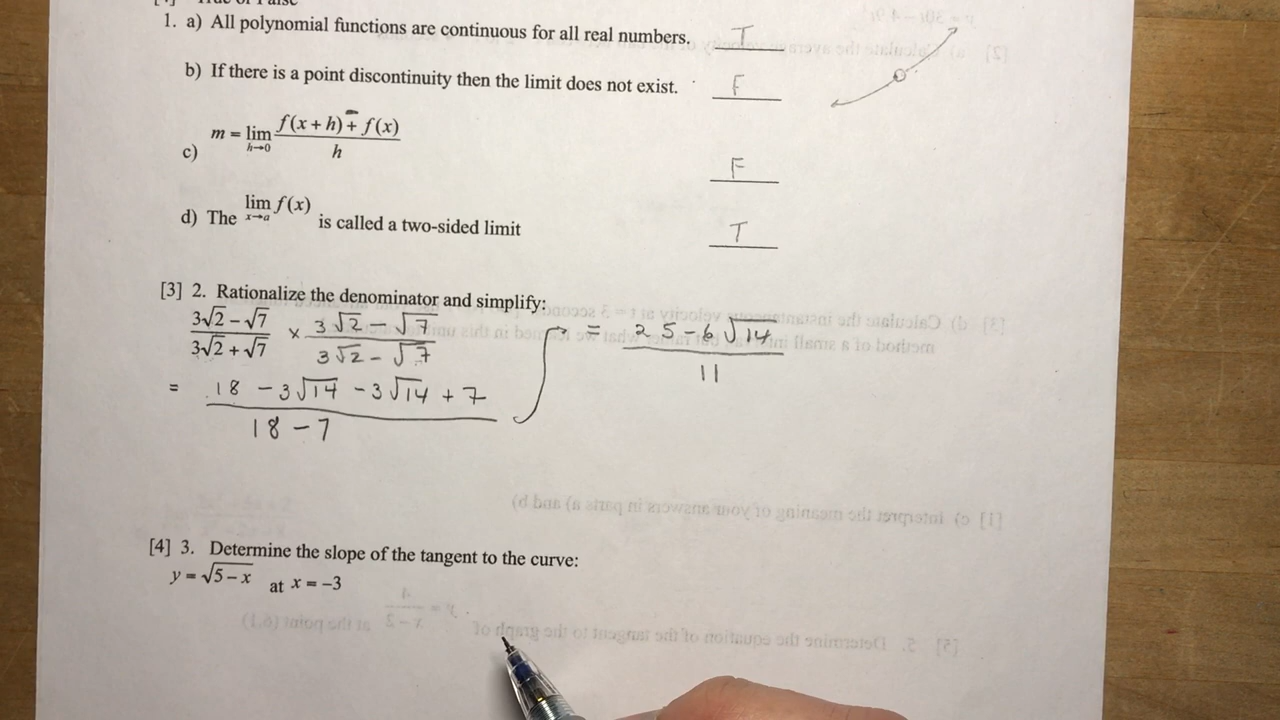 1. a) All polynomial functions are continuous for all real numbers. T
b) If there is a point discontinuity then the limit does not exist. F
c) m = lim h→0 f(x + h) + f(x) / h F
d) The lim x→a f(x) is called a two-sided limit T
[3] 2. Rationalize the denominator and simplify:
3√2 − √7 / 3√2 + √7 × 3√2 − √7 / 3√2 − √7 = 25 − 6√14 / 11
= 18 − 3√14 − 3√14 + 7 / 18 − 7
[4] 3. Determine the slope of the tangent to the curve:
y = √5 − x at x = −3